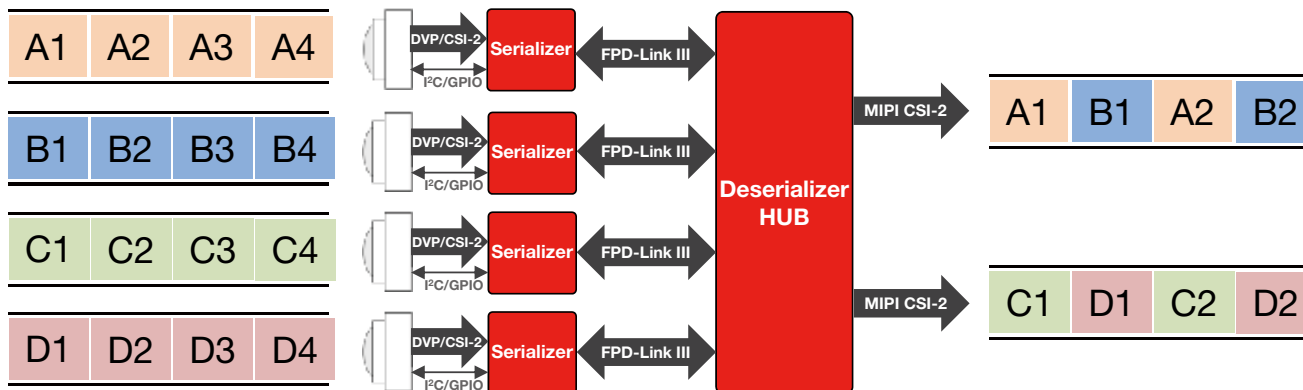 A1 A2 A3 A4
DVP/CSI-2
I²C/GPIO
Serializer
FPD-Link III
B1 B2 B3 B4
DVP/CSI-2
I²C/GPIO
Serializer
FPD-Link III
C1 C2 C3 C4
DVP/CSI-2
I²C/GPIO
Serializer
FPD-Link III
D1 D2 D3 D4
DVP/CSI-2
I²C/GPIO
Serializer
FPD-Link III
Deserializer
HUB
MIPI CSI-2
A1 B1 A2 B2
MIPI CSI-2
C1 D1 C2 D2